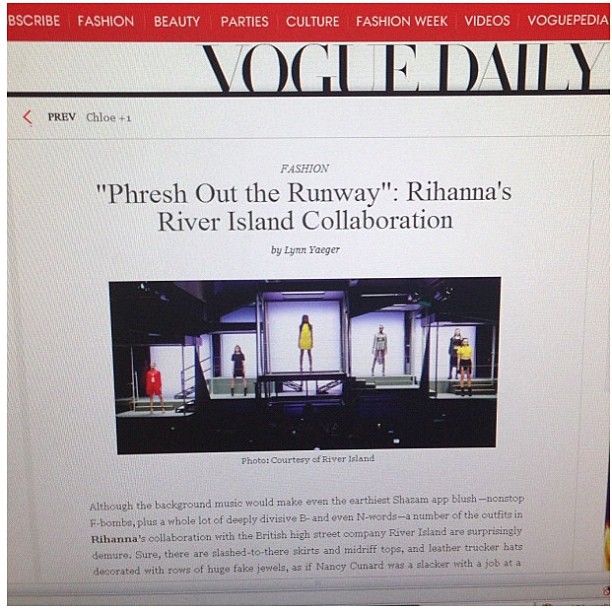 BSCRIBE FASHION BEAUTY PARTIES CULTURE FASHION WEEK VIDEOS VOGUEPEDIA
VOGUE DAILY
PREV Chloe +1
FASHION
"Phresh Out the Runway": Rihanna's
River Island Collaboration
by Lynn Yaeger
Photo: Courtesy of River Island
Although the background music would make even the earthiest Shazam app blush—nonstop
F-bombs, plus a whole lot of deeply divisive B- and even N-words—a number of the outfits in
Rihanna's collaboration with the British high street company River Island are surprisingly
demure. Sure, there are slashed-to-there skirts and midriff tops, and leather trucker hats
decorated with rows of huge fake jewels, as if Nancy Cunard was a slacker with a job at a